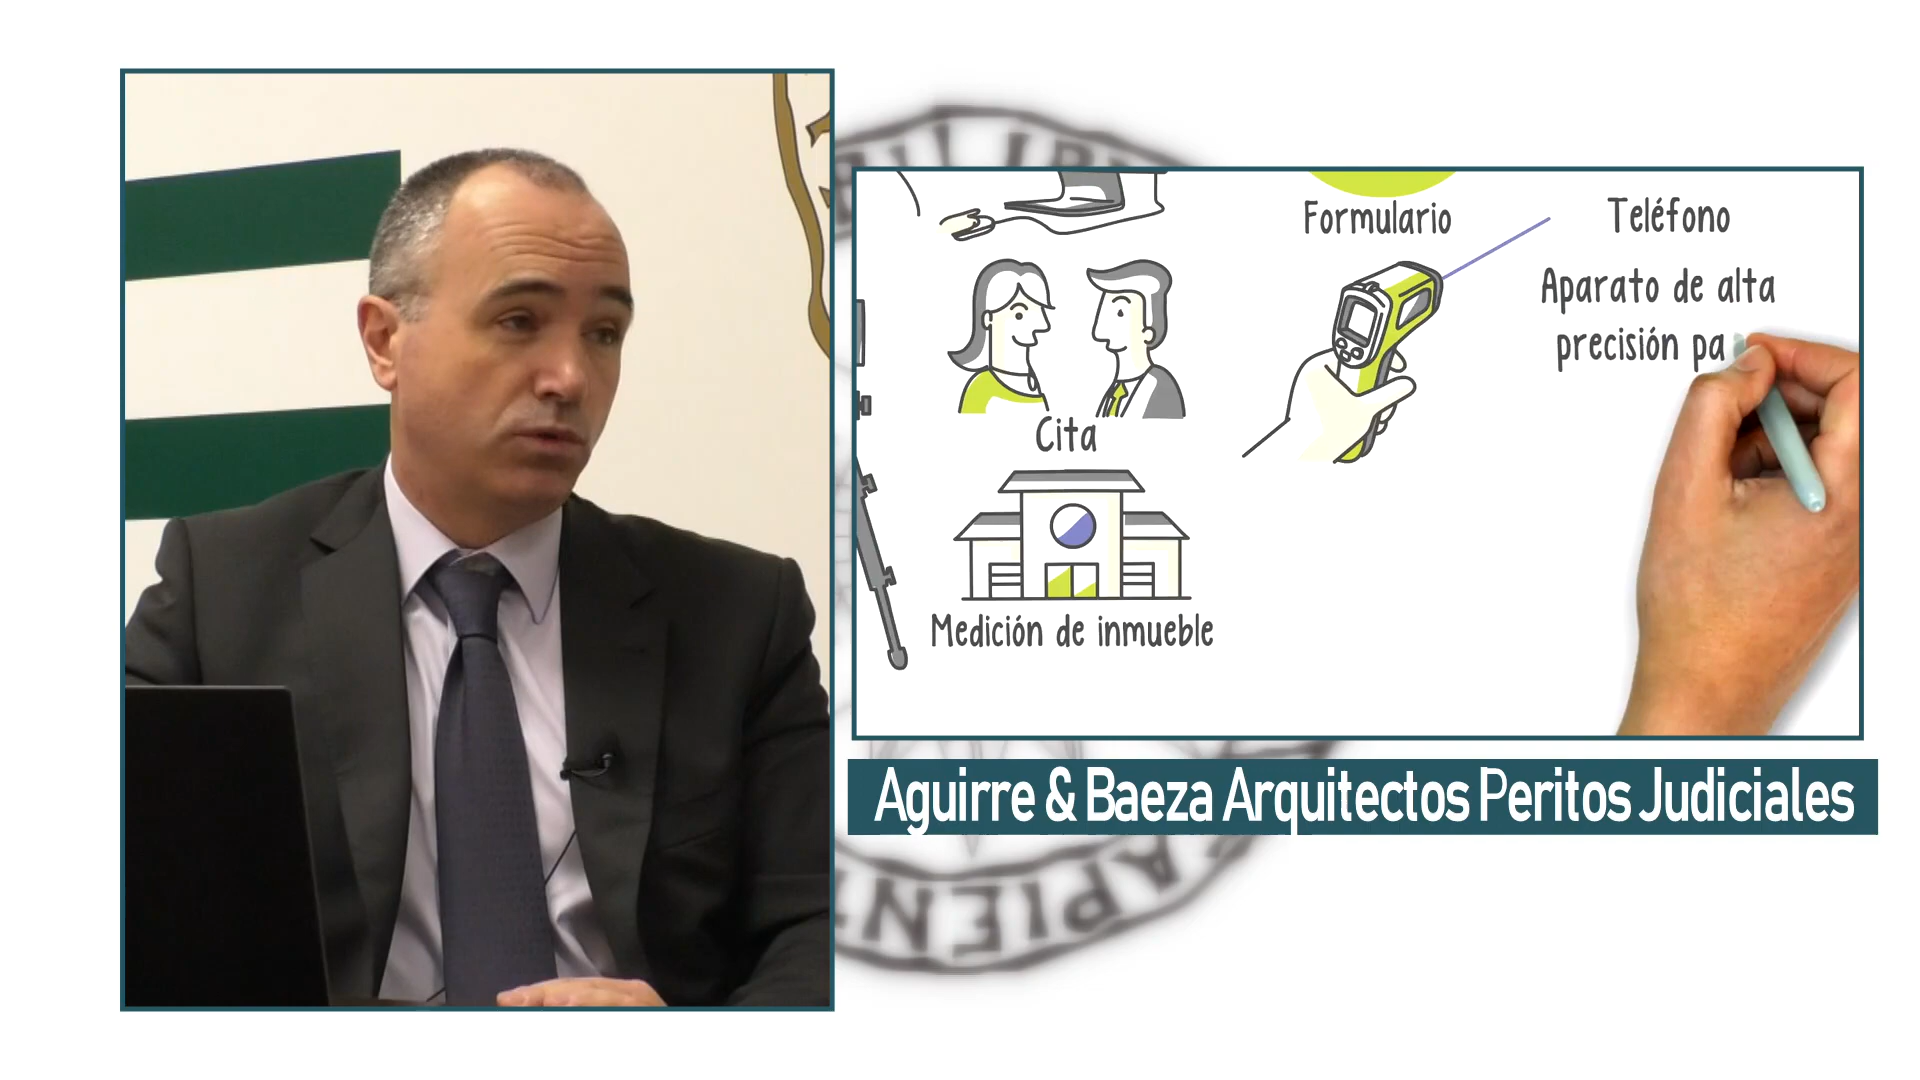 Formulario
Teléfono
Aparato de alta
precisión pa
Cita
Medición de inmueble
Aguirre & Baeza Arquitectos Peritos Judiciales